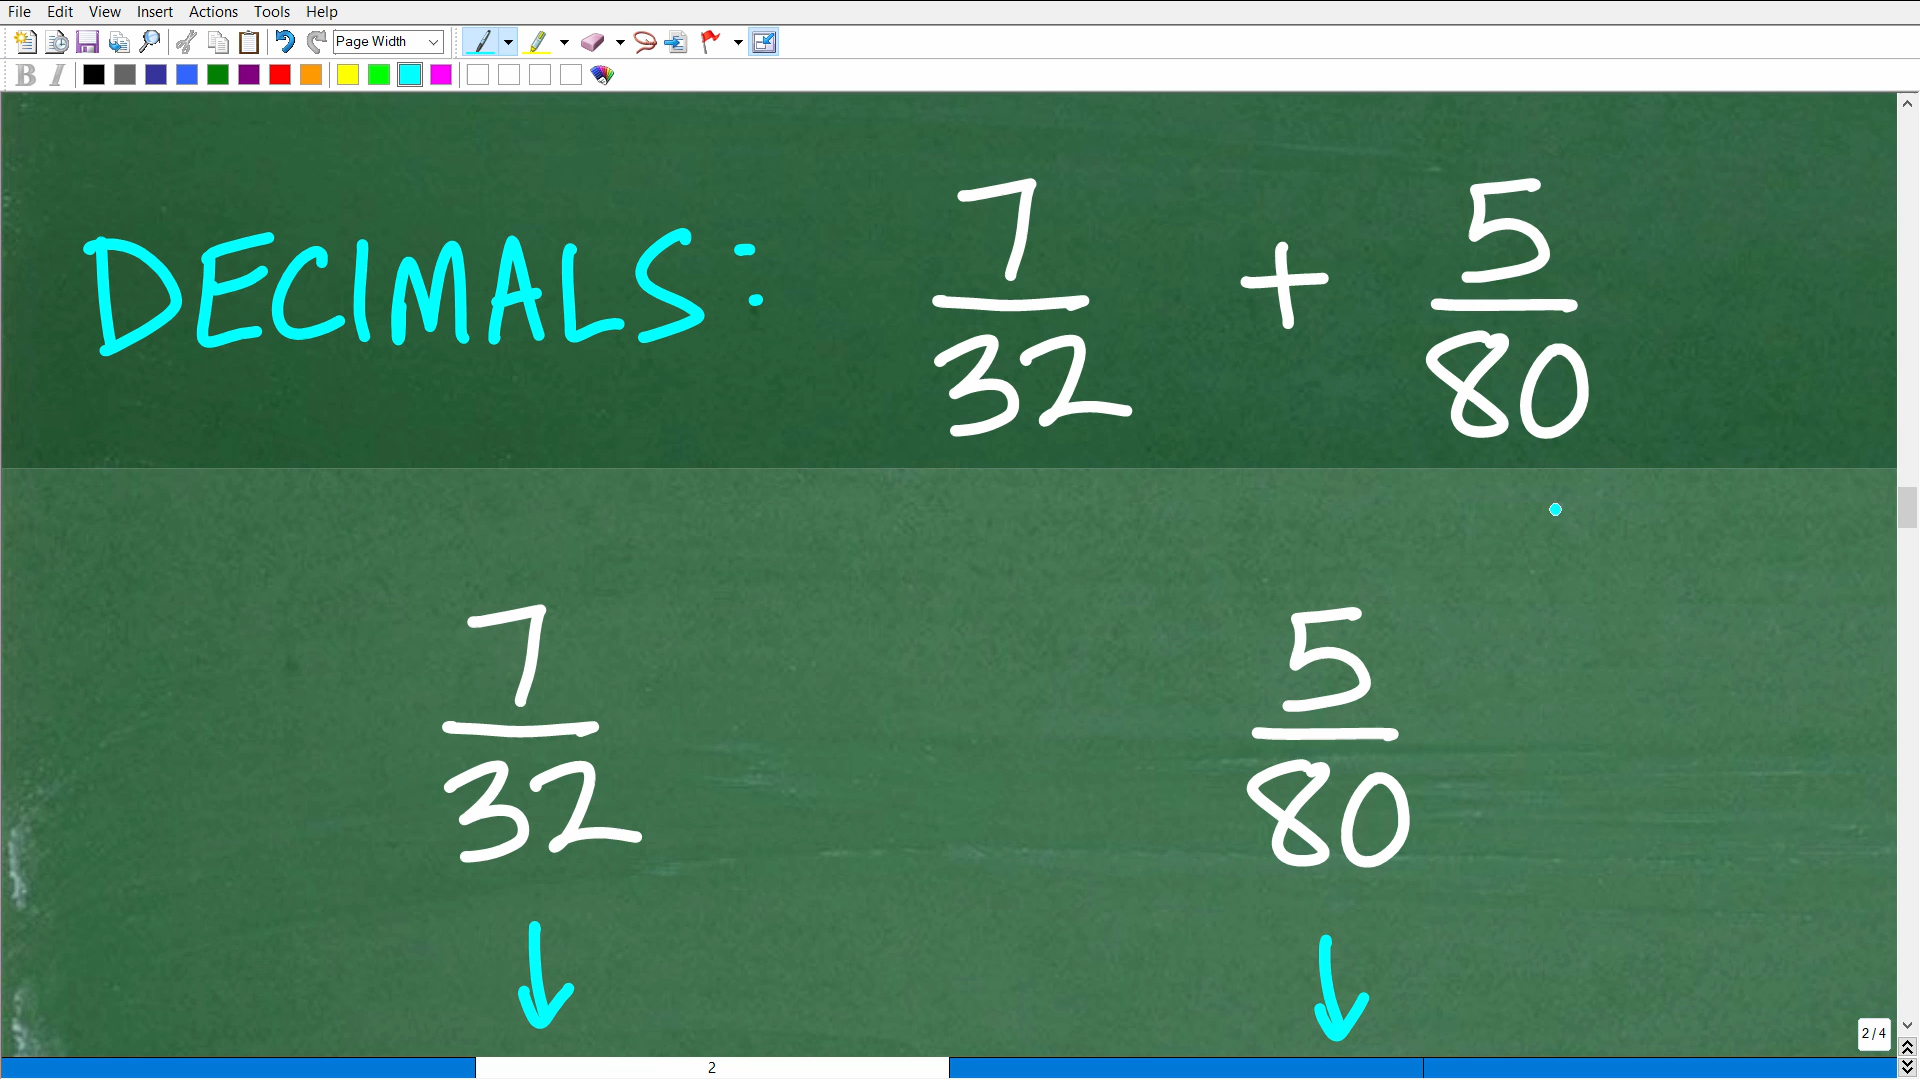 File Edit View Insert Actions Tools Help
Page Width
B I
DECIMALS: 7/32 + 5/80
7/32 5/80
2/4
2